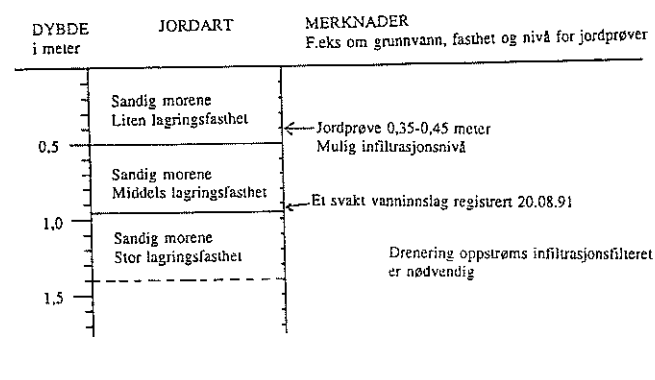 DYBDE
i meter
JORDART
MERKNADER
F.eks om grunnvann, fasthet og nivå for jordprøver
Sandig morene
Liten lagringsfasthet
Jordprøve 0,35-0,45 meter
Mulig infiltrasjonsnivå
0,5
Sandig morene
Middels lagringsfasthet
Et svakt vanninnslag registrert 20.08.91
1,0
Sandig morene
Stor lagringsfasthet
Drenering oppstrøms infiltrasjonsfilteret
er nødvendig
1,5